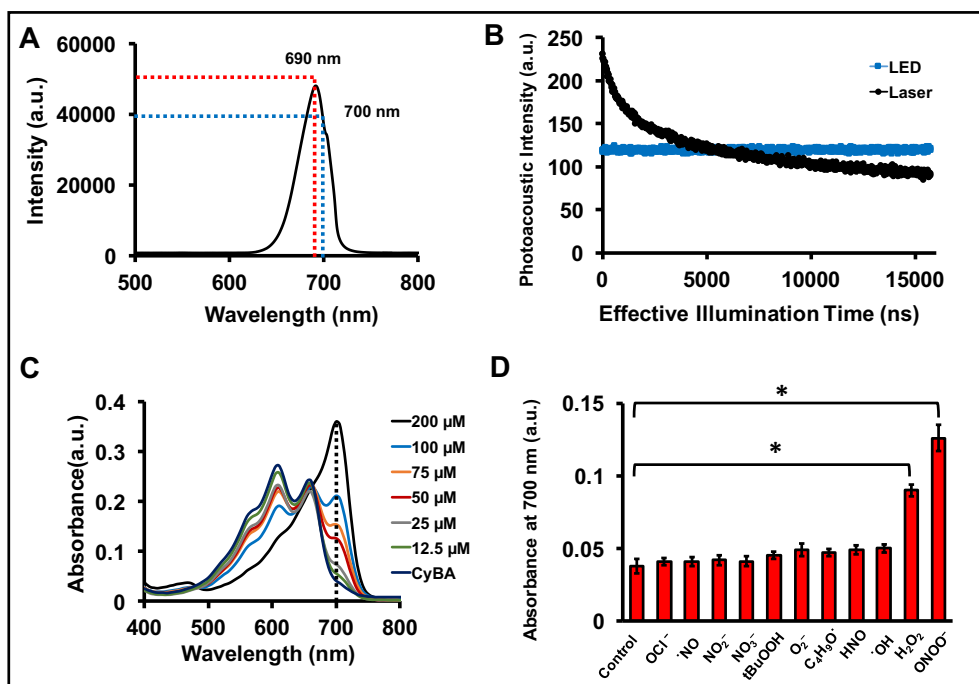 A
Intensity (a.u.)
60000
40000
20000
0
690 nm
700 nm
500
600
700
800
Wavelength (nm)
B
Photoacoustic Intensity (a.u.)
250
200
150
100
50
0
LED
Laser
0
5000
10000
15000
Effective Illumination Time (ns)
C
Absorbance(a.u.)
0.4
0.3
0.2
0.1
0
200 µM
100 µM
75 µM
50 µM
25 µM
12.5 µM
CyBA
400
500
600
700
800
Wavelength (nm)
D
Absorbance at 700 nm (a.u.)
0.15
0.1
0.05
0
*
*
Control
OCl⁻
˙NO
NO₂⁻
NO₃⁻
tBuOOH
O₂⁻
C₄H₉O˙
HNO
˙OH
H₂O₂
ONOO⁻